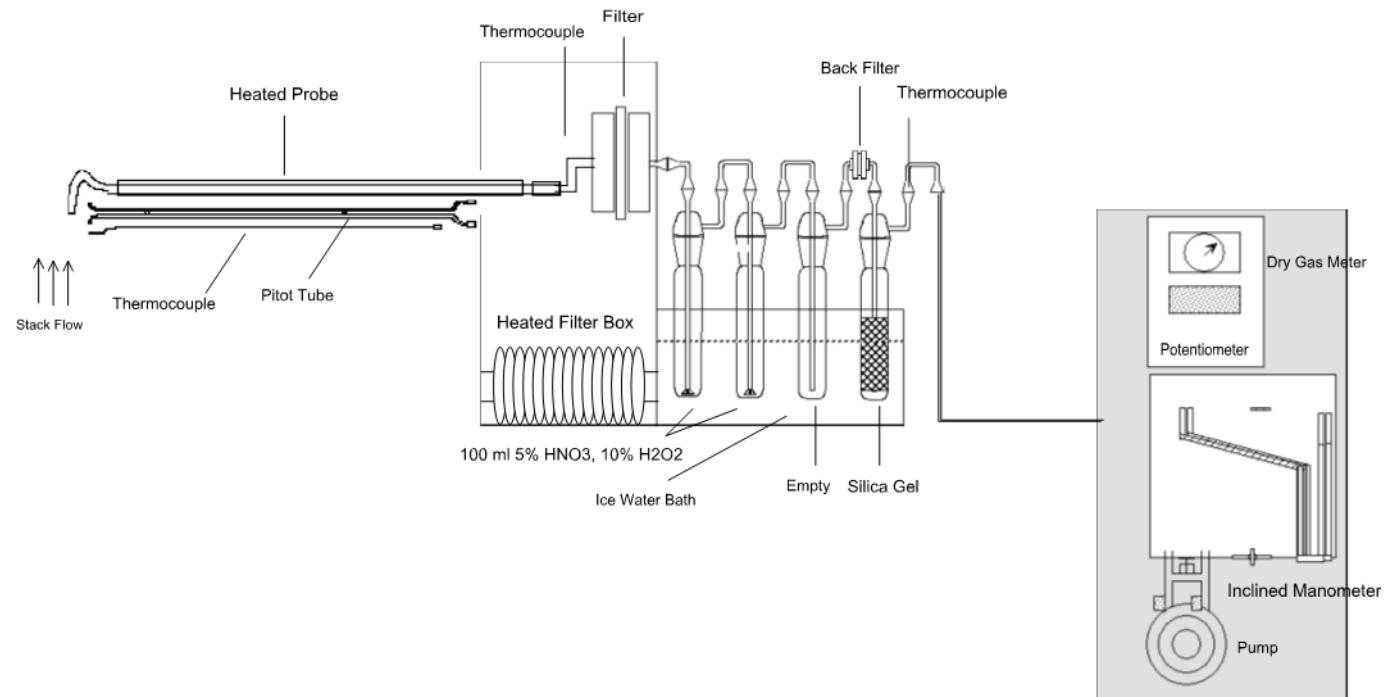 Filter
Thermocouple
Back Filter
Heated Probe
Thermocouple
Dry Gas Meter
Pitot Tube
Thermocouple
Stack Flow
Heated Filter Box
Potentiometer
100 ml 5% HNO3, 10% H2O2
Empty
Silica Gel
Ice Water Bath
Inclined Manometer
Pump